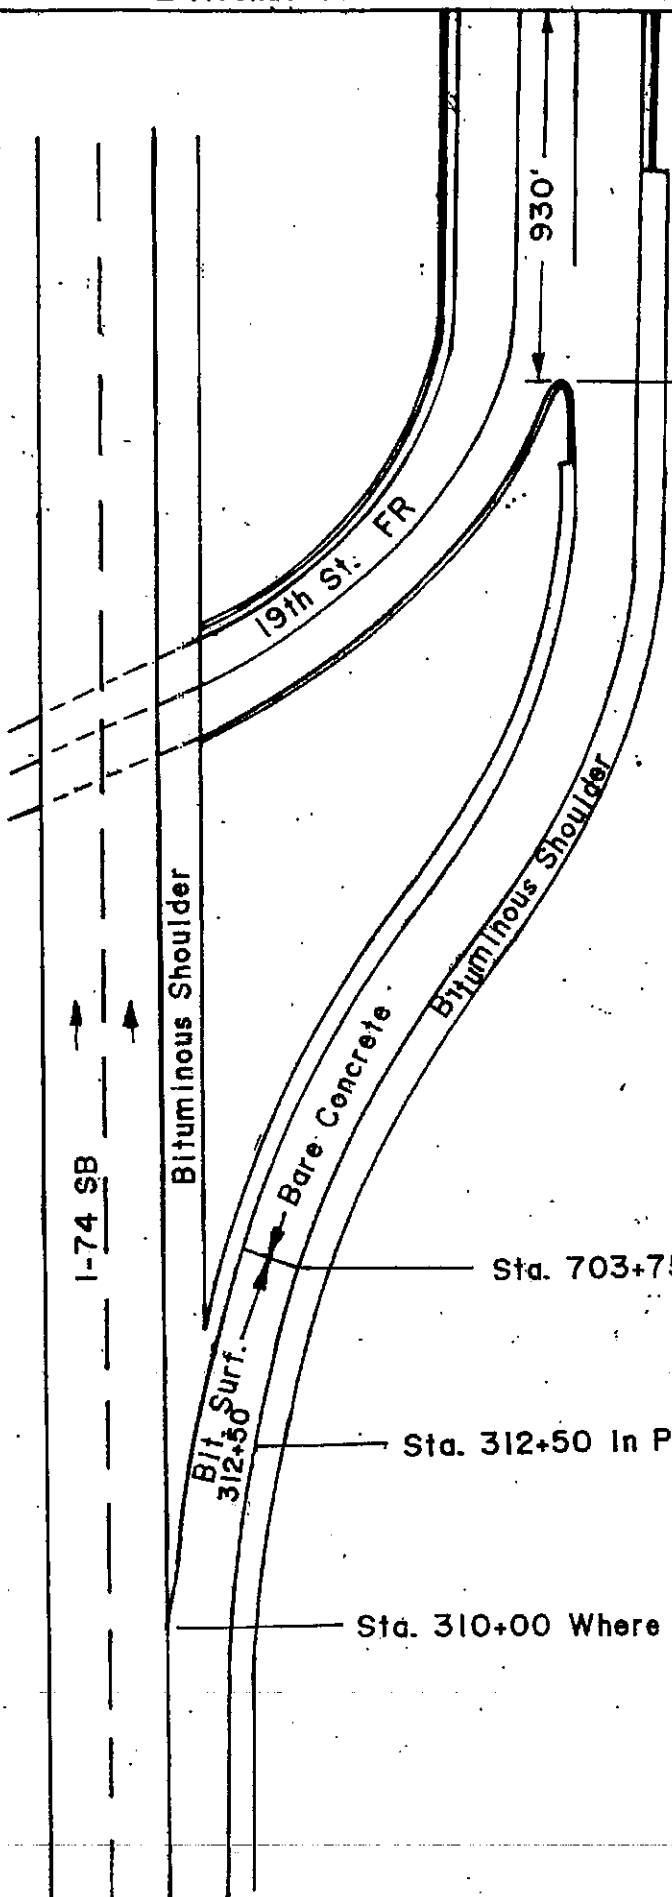 930'
19th St. FR
Bituminous Shoulder
Bituminous Shoulder
Bare Concrete
I-74 SB
Sta. 703+75
Bit. Surf.
312+50
Sta. 312+50 In
Sta. 310+00 Where